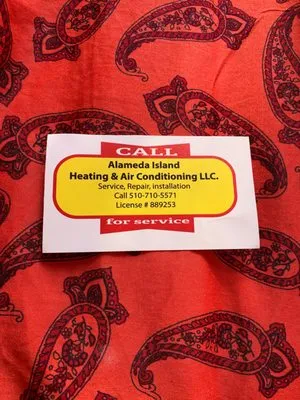 CALL
Alameda Island
Heating & Air Conditioning LLC.
Service, Repair, installation
Call 510-710-5571
License # 889253
for service